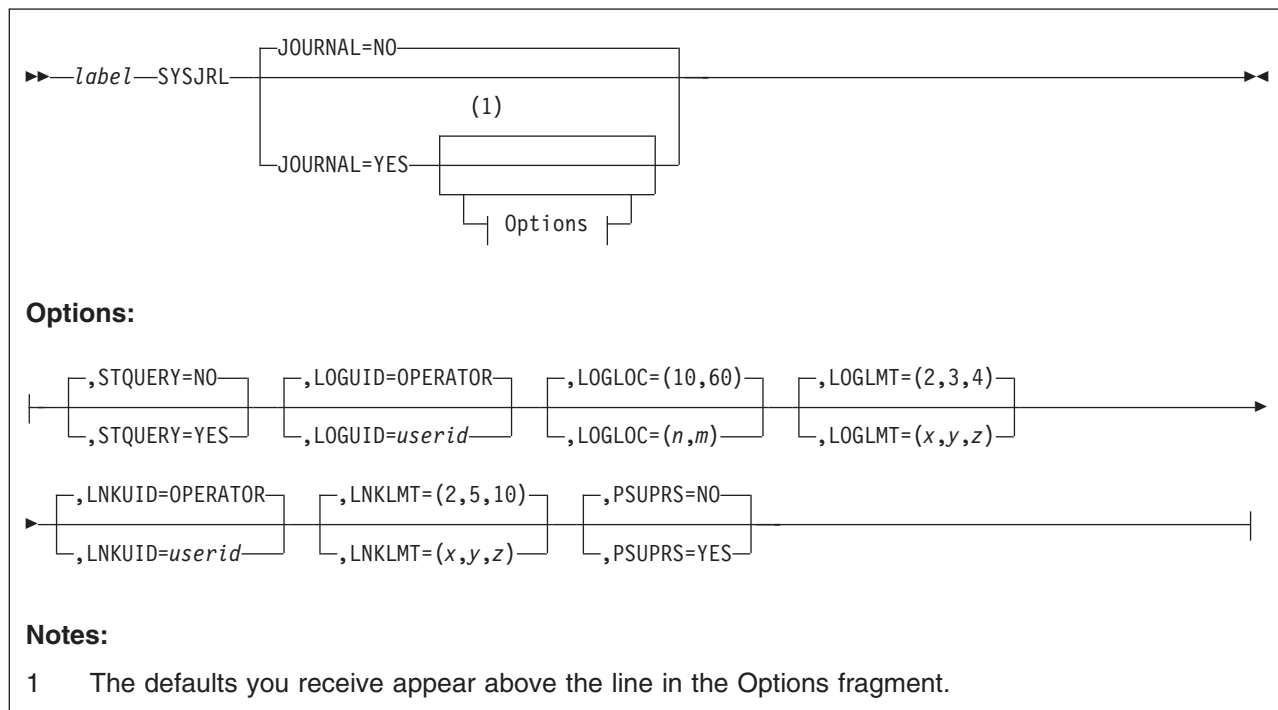 JOURNAL=NO
label SYSJRL
(1)
JOURNAL=YES
Options
Options:
,STQUERY=NO ,LOGUID=OPERATOR ,LOGLOC=(10,60) ,LOGLMT=(2,3,4)
,STQUERY=YES ,LOGUID=userid ,LOGLOC=(n,m) ,LOGLMT=(x,y,z)
,LNKUID=OPERATOR ,LNKLMT=(2,5,10) ,PSUPRS=NO
,LNKUID=userid ,LNKLMT=(x,y,z) ,PSUPRS=YES
Notes:
1 The defaults you receive appear above the line in the Options fragment.